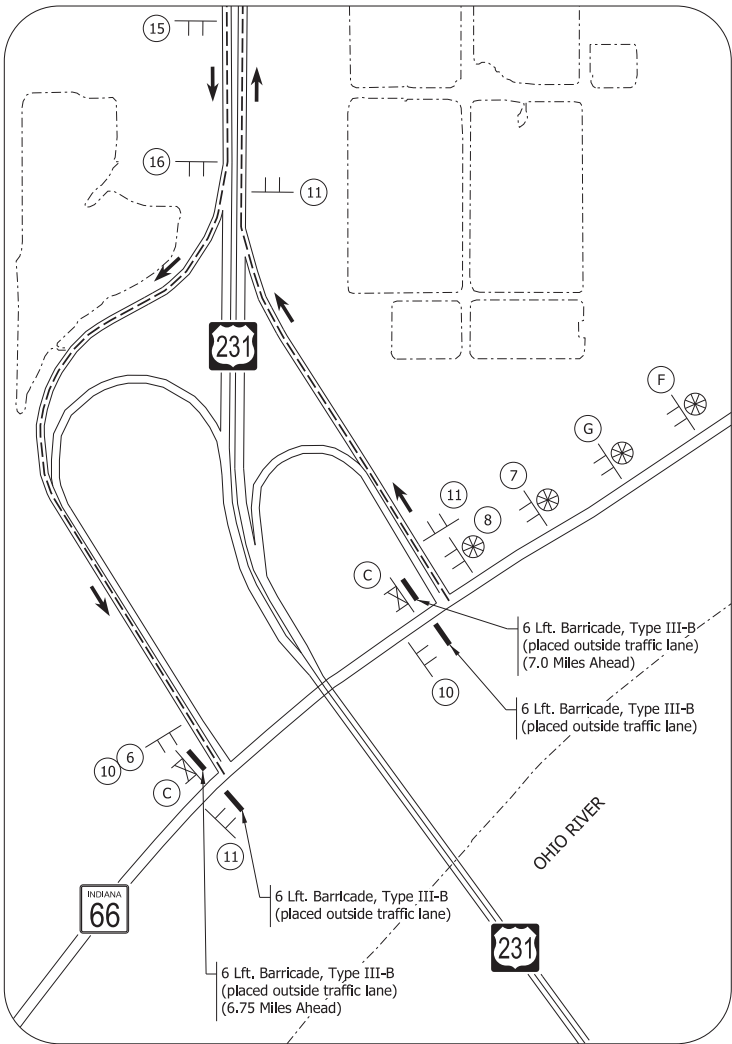 15
16
11
231
F
G
7
11
8
C
6 Lft. Barricade, Type III-B
(placed outside traffic lane)
(7.0 Miles Ahead)
10
6 Lft. Barricade, Type III-B
(placed outside traffic lane)
6
10
C
11
OHIO RIVER
INDIANA
66
6 Lft. Barricade, Type III-B
(placed outside traffic lane)
231
6 Lft. Barricade, Type III-B
(placed outside traffic lane)
(6.75 Miles Ahead)